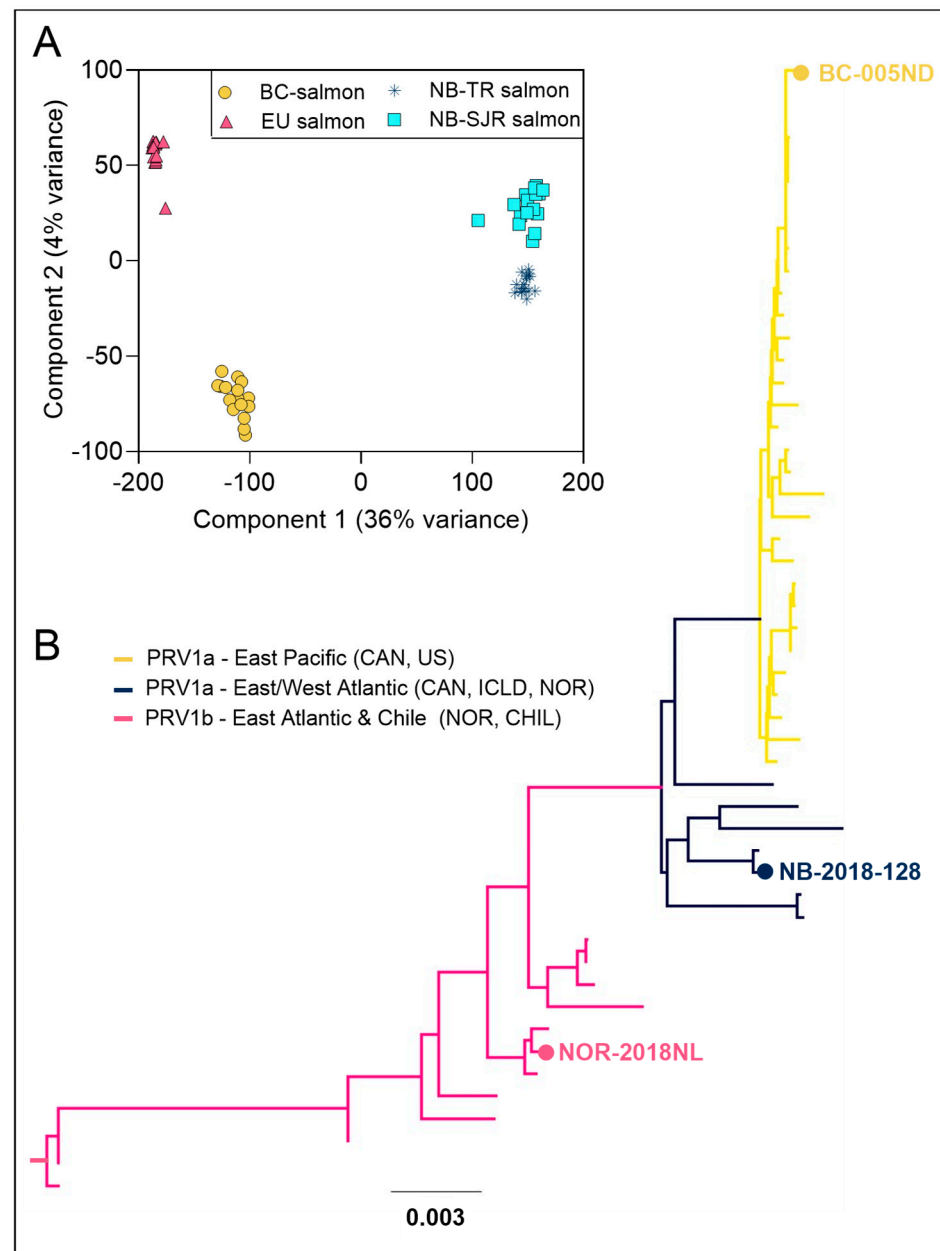 A
Component 2 (4% variance)
100
50
0
-50
-100
BC-salmon
NB-TR salmon
EU salmon
NB-SJR salmon
-200
-100
0
100
200
Component 1 (36% variance)
BC-005ND
B
PRV1a - East Pacific (CAN, US)
PRV1a - East/West Atlantic (CAN, ICLD, NOR)
PRV1b - East Atlantic & Chile (NOR, CHIL)
NB-2018-128
NOR-2018NL
0.003